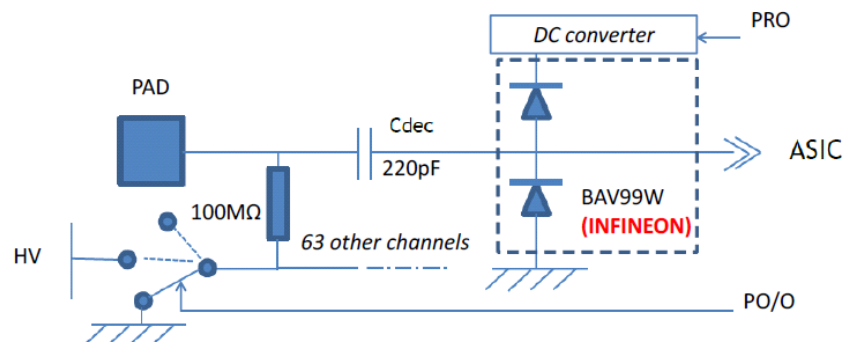 DC converter
PRO
PAD
Cdec
220pF
ASIC
BAV99W
(INFINEON)
100MΩ
63 other channels
HV
PO/O